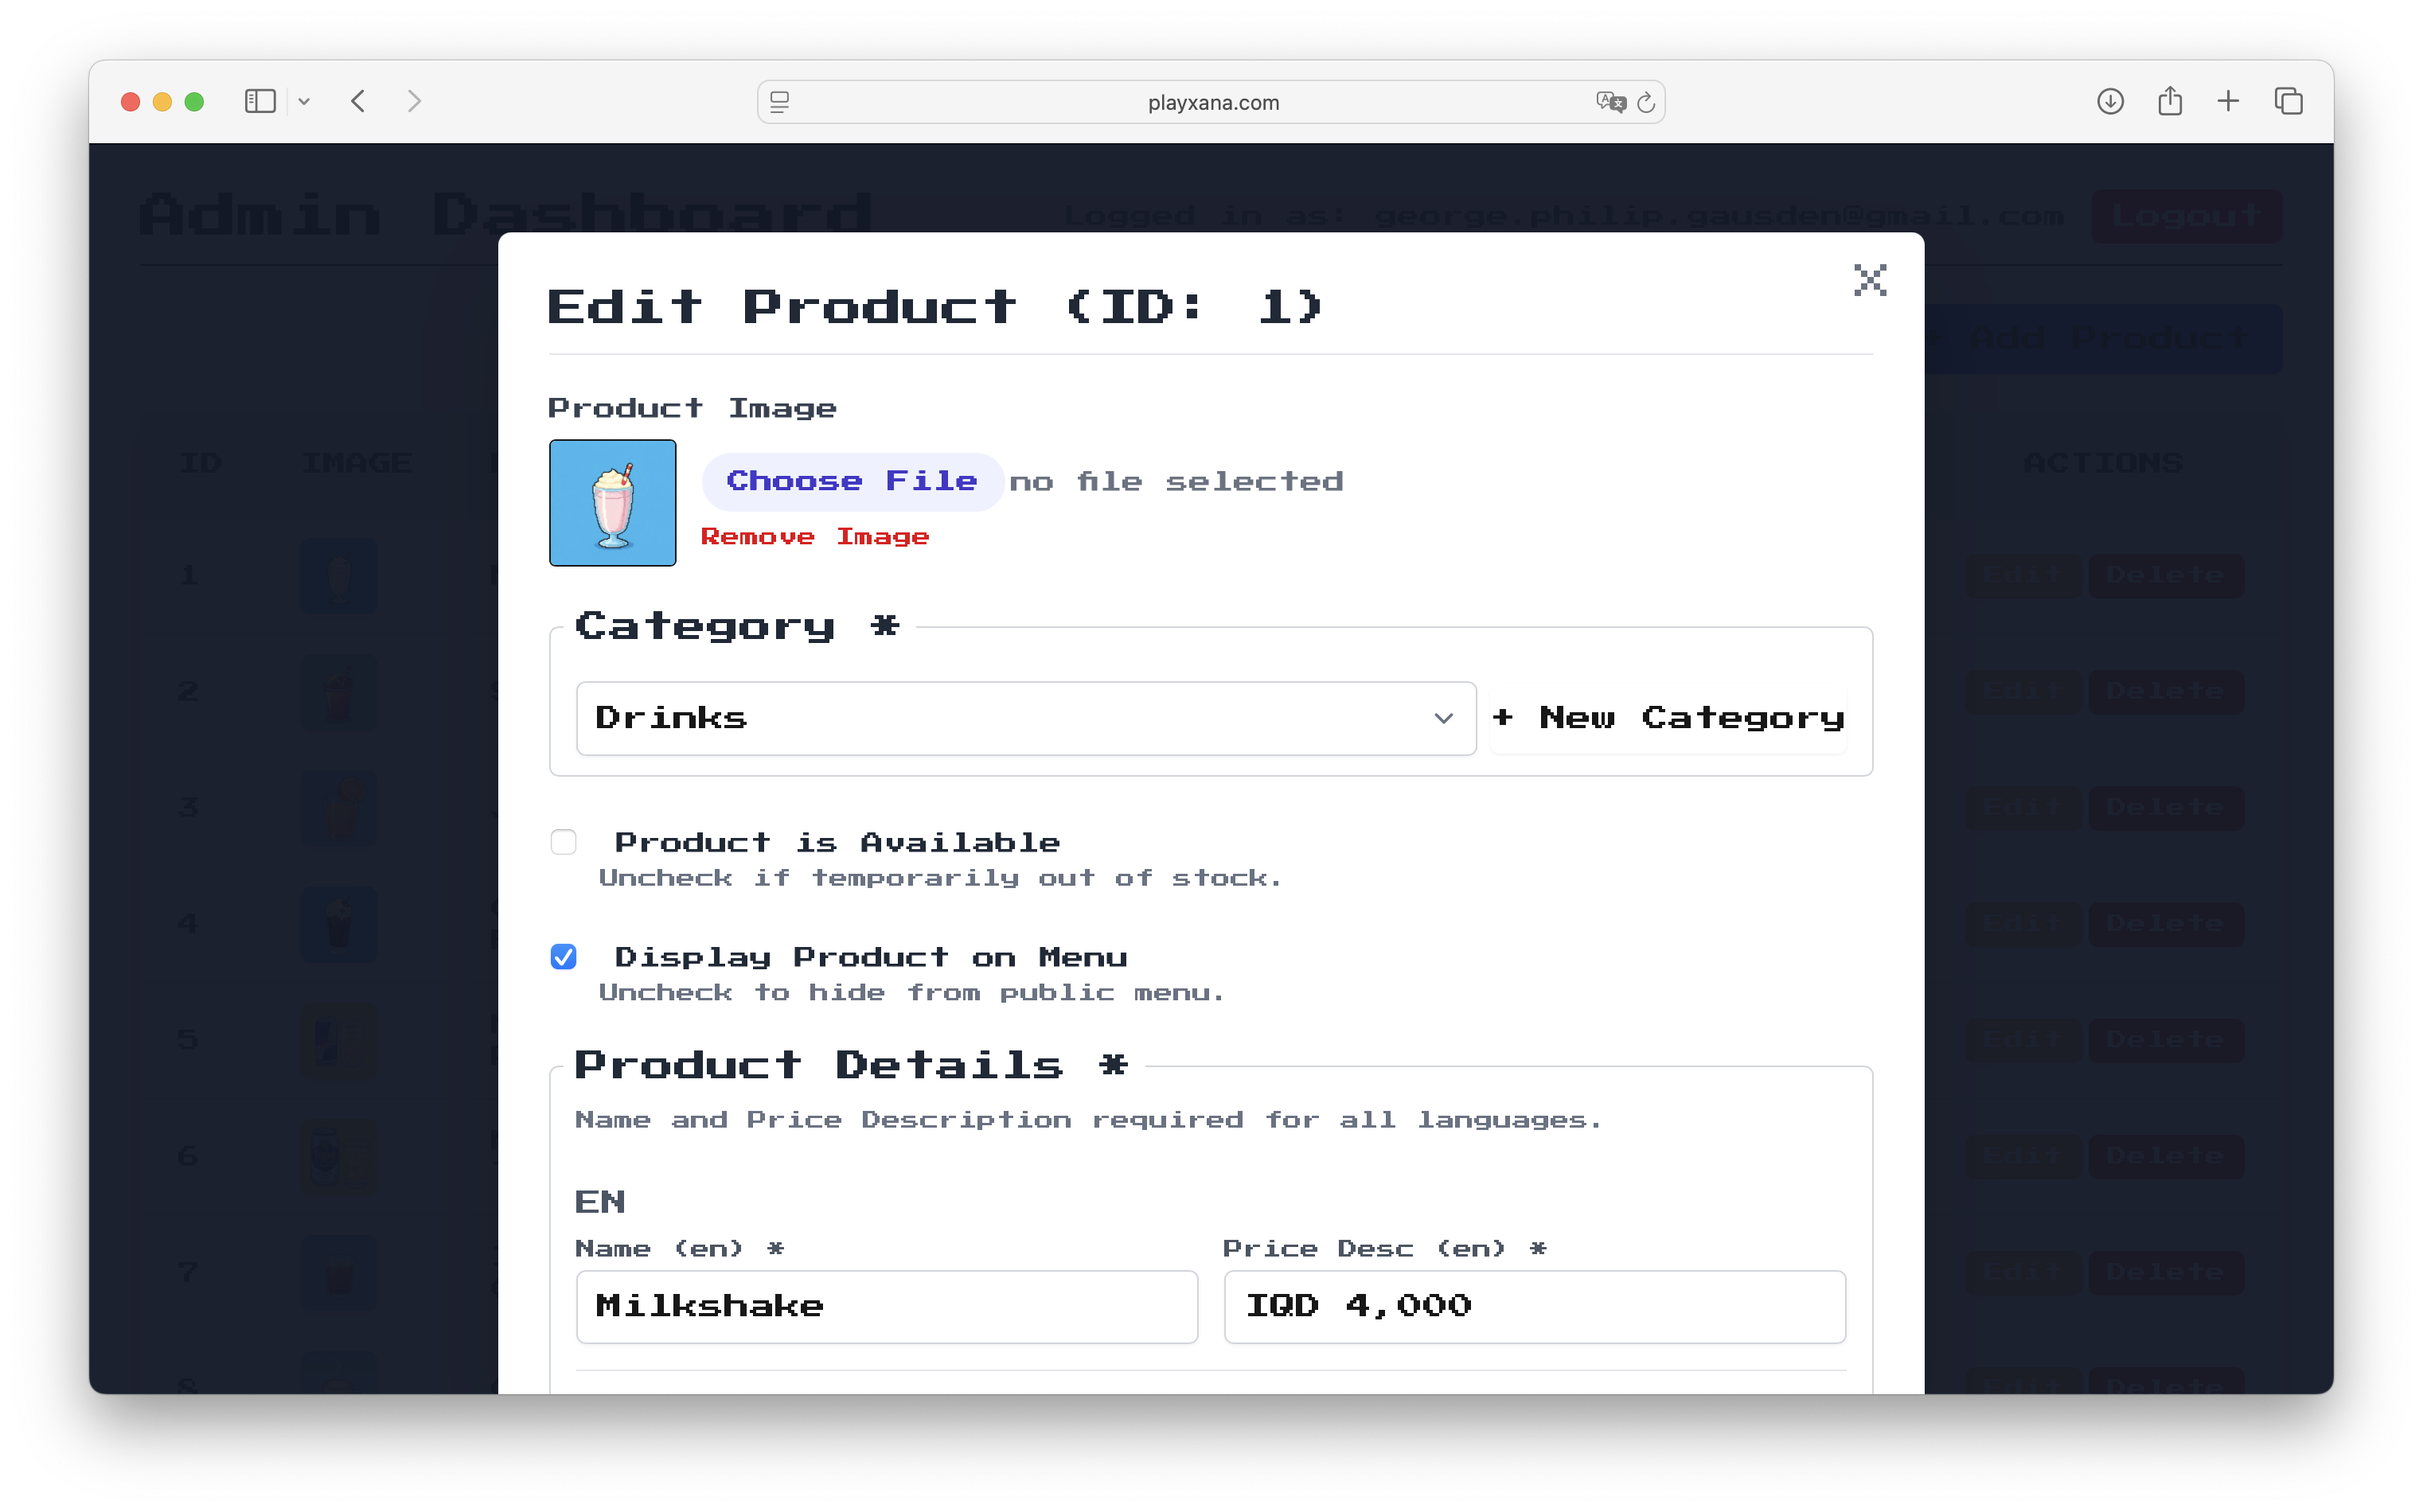 playxana.com
Admin Dashboard
Logged in as: george.philip.gausden@gmail.com
Logout
Edit Product (ID: 1)
Add Product
Product Image
Choose File no file selected
Remove Image
ID IMAGE ACTIONS
Category *
Drinks
+ New Category
Product is Available
Uncheck if temporarily out of stock.
Display Product on Menu
Uncheck to hide from public menu.
Product Details *
Name and Price Description required for all languages.
EN
Name (en) * Price Desc (en) *
Milkshake IQD 4,000
1 Edit Delete
2 Edit Delete
3 Edit Delete
4 Edit Delete
5 Edit Delete
6 Edit Delete
7 Edit Delete
8 Edit Delete